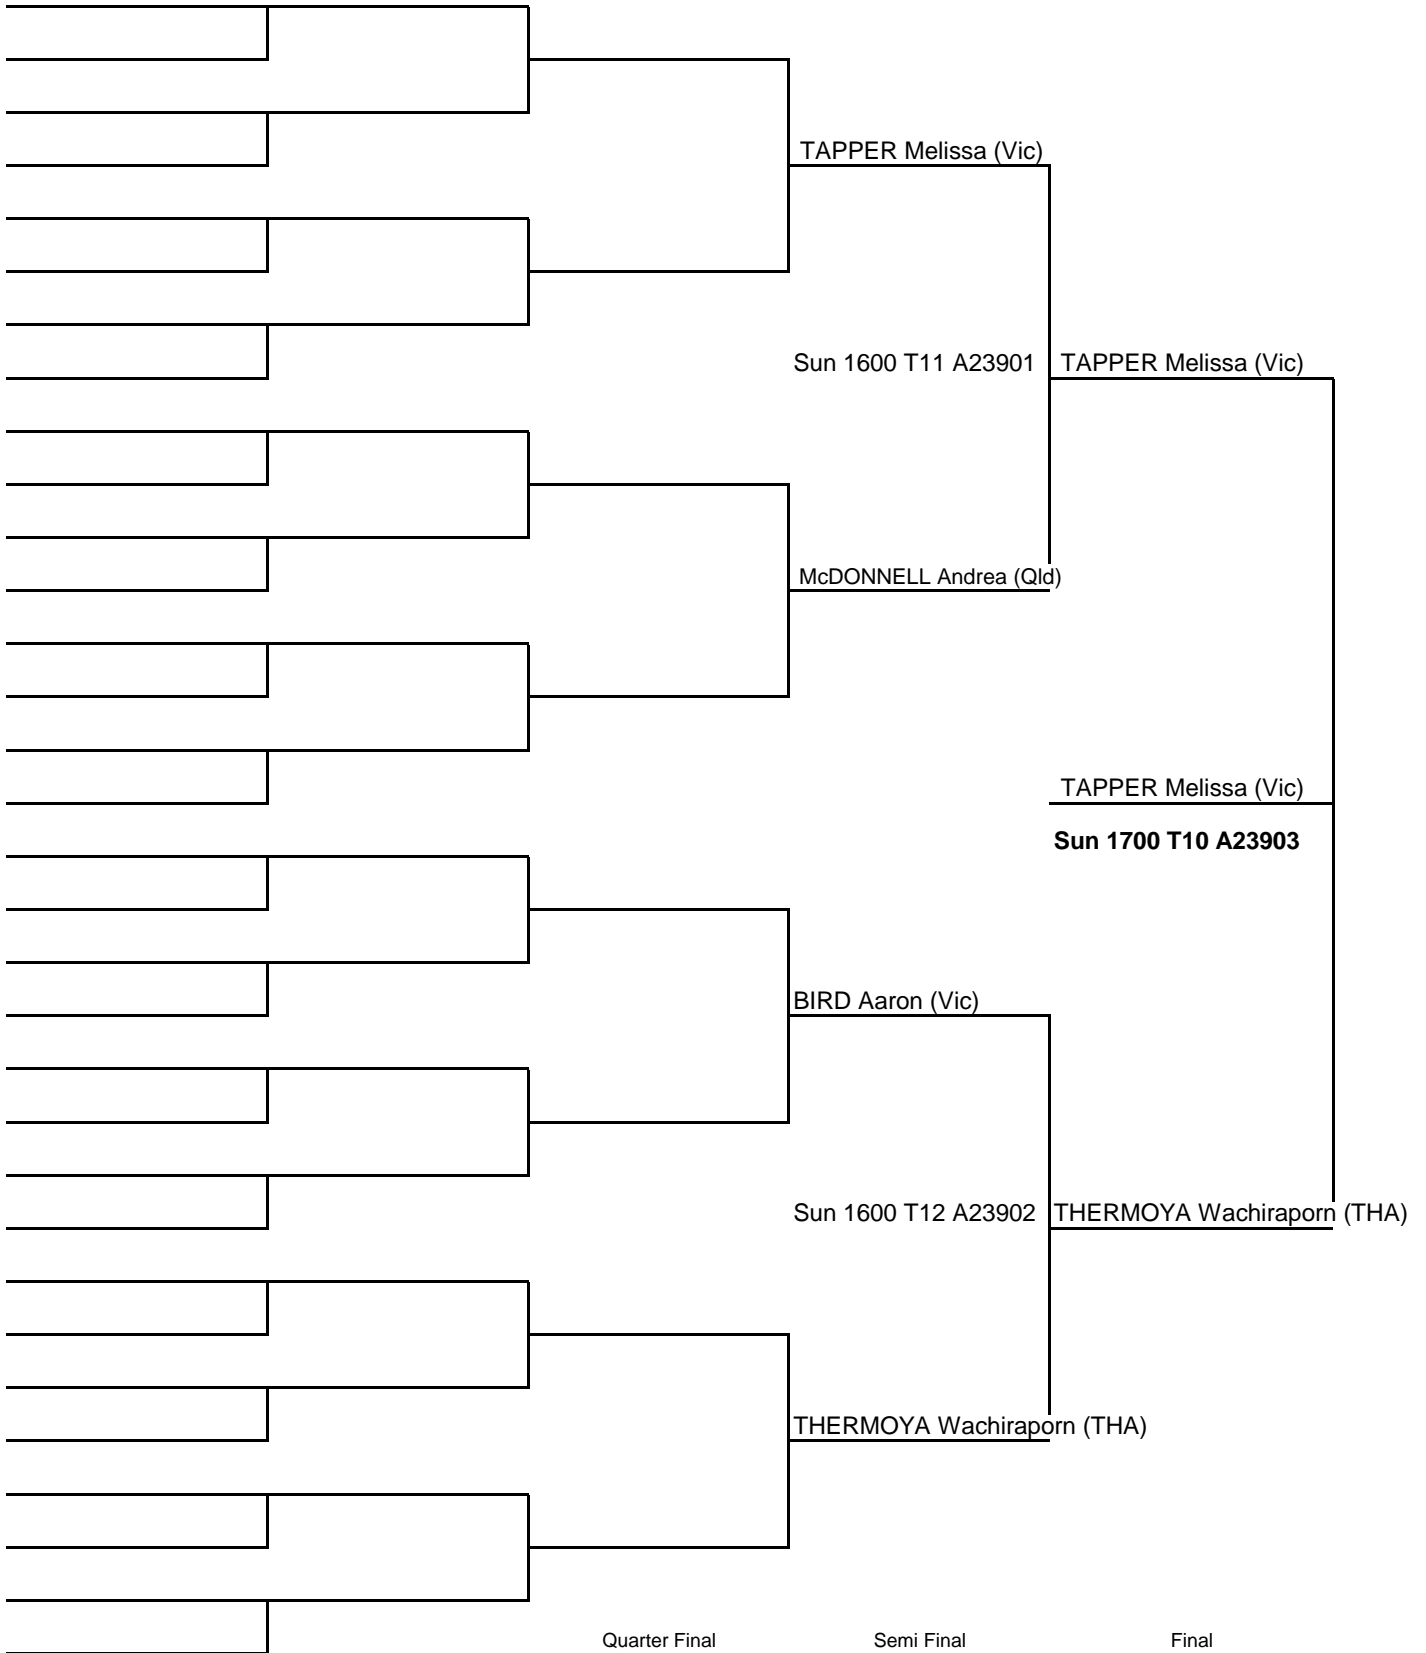 TAPPER Melissa (Vic)
Sun 1600 T11 A23901
TAPPER Melissa (Vic)
McDONNELL Andrea (Qld)
TAPPER Melissa (Vic)
Sun 1700 T10 A23903
BIRD Aaron (Vic)
Sun 1600 T12 A23902
THERMOYA Wachiraporn (THA)
THERMOYA Wachiraporn (THA)
Quarter Final
Semi Final
Final